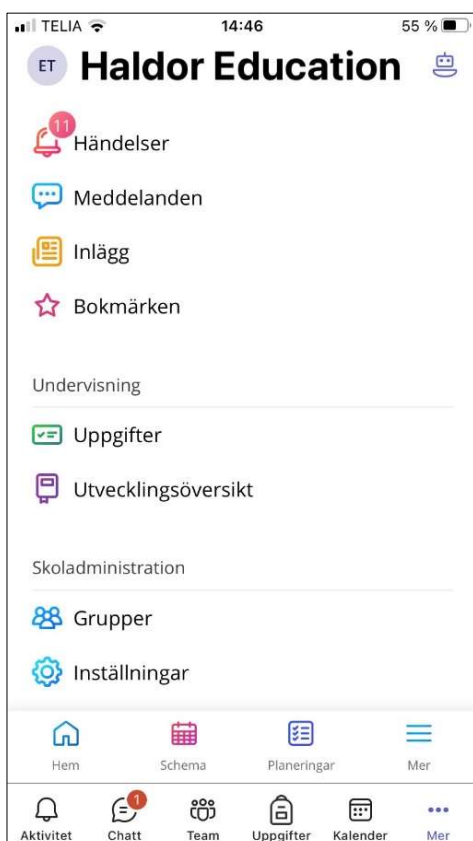 TELIA 14:46 55 %
ET Haldor Education
11
Händelser
Meddelanden
Inlägg
Bokmärken
Undervisning
Uppgifter
Utvecklingsöversikt
Skoladministration
Grupper
Inställningar
Hem Schema Planeringar Mer
1
Aktivitet Chatt Team Uppgifter Kalender Mer